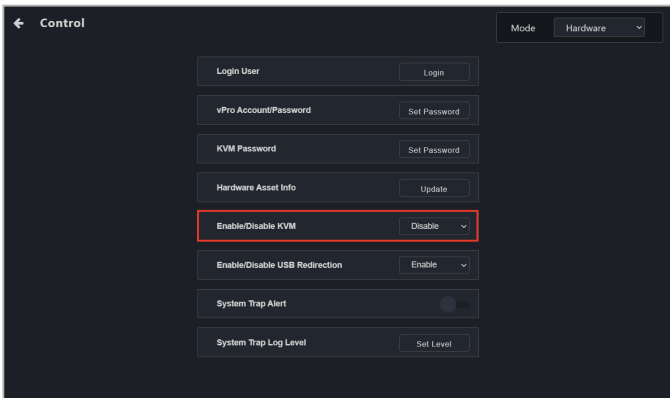 Control
Mode Hardware
Login User Login
vPro Account/Password Set Password
KVM Password Set Password
Hardware Asset Info Update
Enable/Disable KVM Disable
Enable/Disable USB Redirection Enable
System Trap Alert
System Trap Log Level Set Level